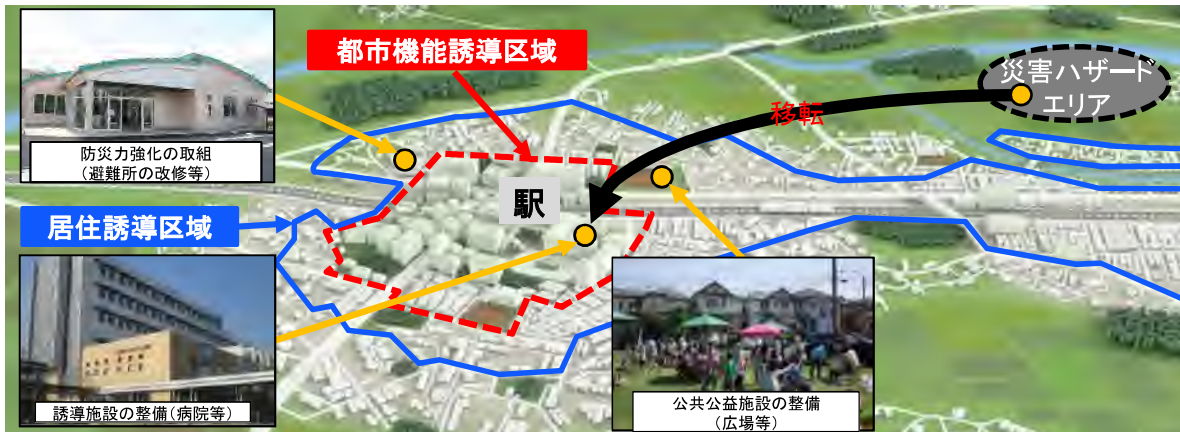 都市機能誘導区域
災害ハザード
エリア
移転
防災力強化の取組
（避難所の改修等）
駅
居住誘導区域
誘導施設の整備（病院等）
公共公益施設の整備
（広場等）